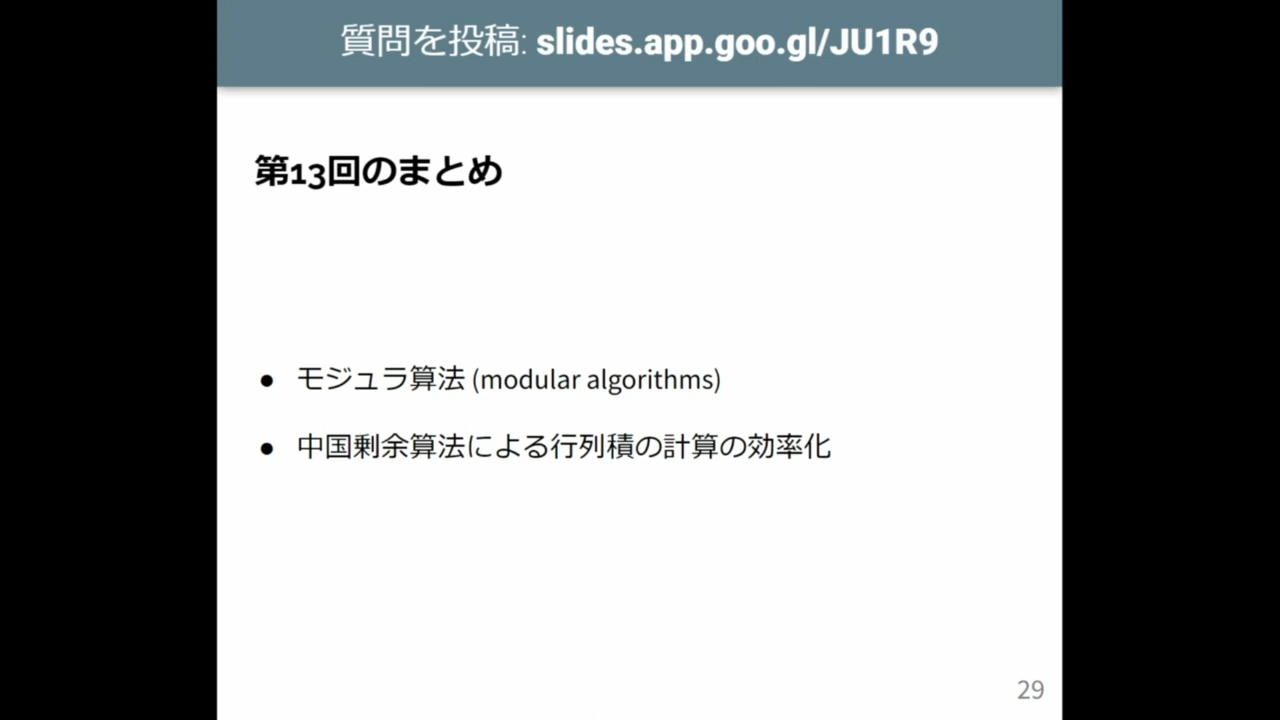 質問を投稿: slides.app.goo.gl/JU1R9
第13回のまとめ
● モジュラ算法 (modular algorithms)
● 中国剰余算法による行列積の計算の効率化
29